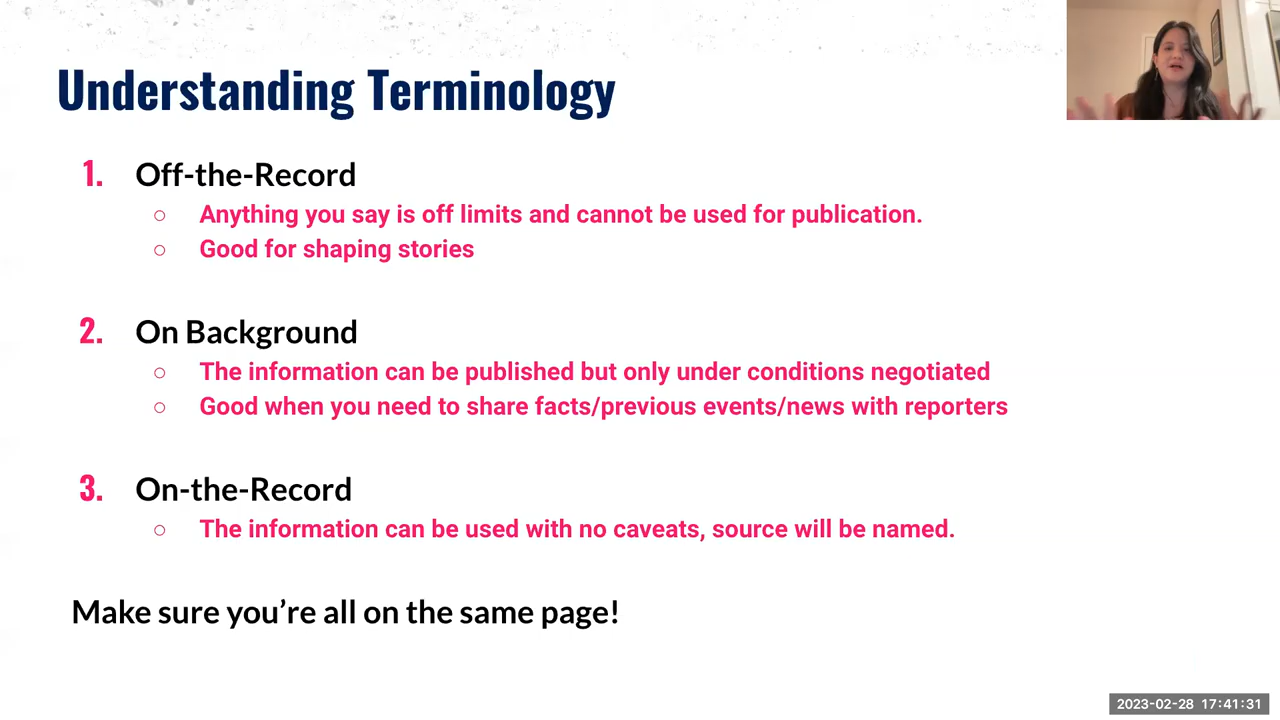 Understanding Terminology
1. Off-the-Record
○ Anything you say is off limits and cannot be used for publication.
○ Good for shaping stories
2. On Background
○ The information can be published but only under conditions negotiated
○ Good when you need to share facts/previous events/news with reporters
3. On-the-Record
○ The information can be used with no caveats, source will be named.
Make sure you’re all on the same page!
2023-02-28 17:41:31